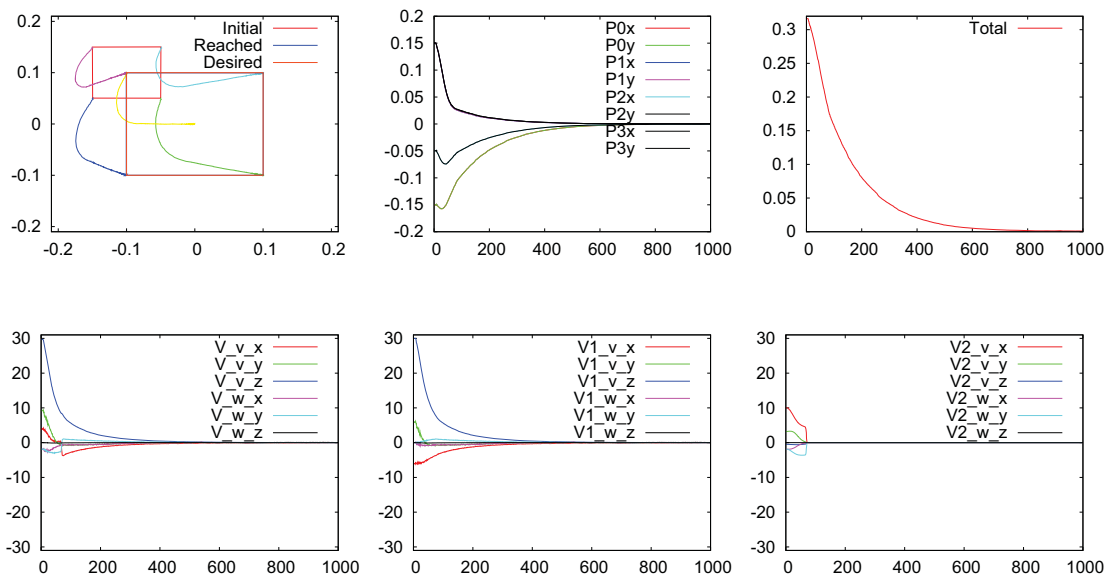 0.2
0.1
0
-0.1
-0.2
-0.2
-0.1
0
0.1
0.2
Initial
Reached
Desired
0.2
0.15
0.1
0.05
0
-0.05
-0.1
-0.15
-0.2
0
200
400
600
800
1000
P0x
P0y
P1x
P1y
P2x
P2y
P3x
P3y
0.3
0.25
0.2
0.15
0.1
0.05
0
0
200
400
600
800
1000
Total
30
20
10
0
-10
-20
-30
0
200
400
600
800
1000
V_v_x
V_v_y
V_v_z
V_w_x
V_w_y
V_w_z
30
20
10
0
-10
-20
-30
0
200
400
600
800
1000
V1_v_x
V1_v_y
V1_v_z
V1_w_x
V1_w_y
V1_w_z
30
20
10
0
-10
-20
-30
0
200
400
600
800
1000
V2_v_x
V2_v_y
V2_v_z
V2_w_x
V2_w_y
V2_w_z